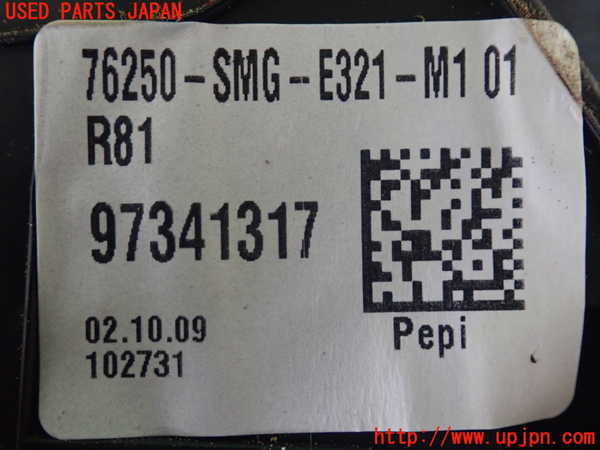 USED PARTS JAPAN
76250-SMG--E321-M1 01
R81
97341317
02.10.09
102731
Pepi
http://www.upjpn.com/